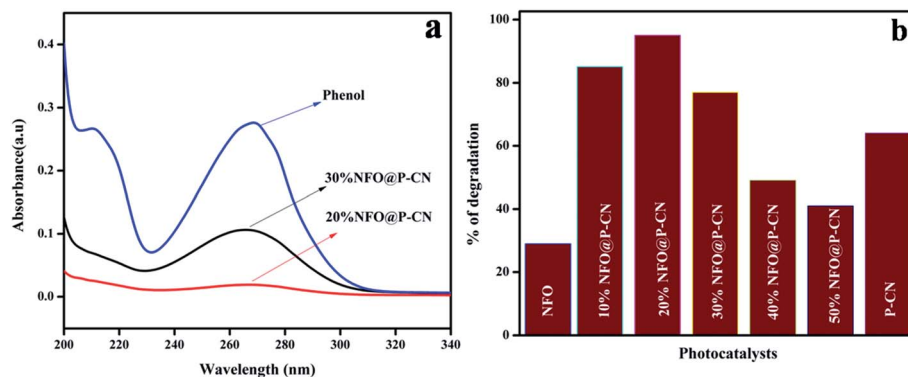 a
0.4
0.3
0.2
0.1
0.0
Absorbance(a.u)
Phenol
30%NFO@P-CN
20%NFO@P-CN
200 220 240 260 280 300 320 340
Wavelength (nm)
b
100
80
60
40
20
0
% of degradation
NFO
10% NFO@P-CN
20% NFO@P-CN
30% NFO@P-CN
40% NFO@P-CN
50% NFO@P-CN
P-CN
Photocatalysts